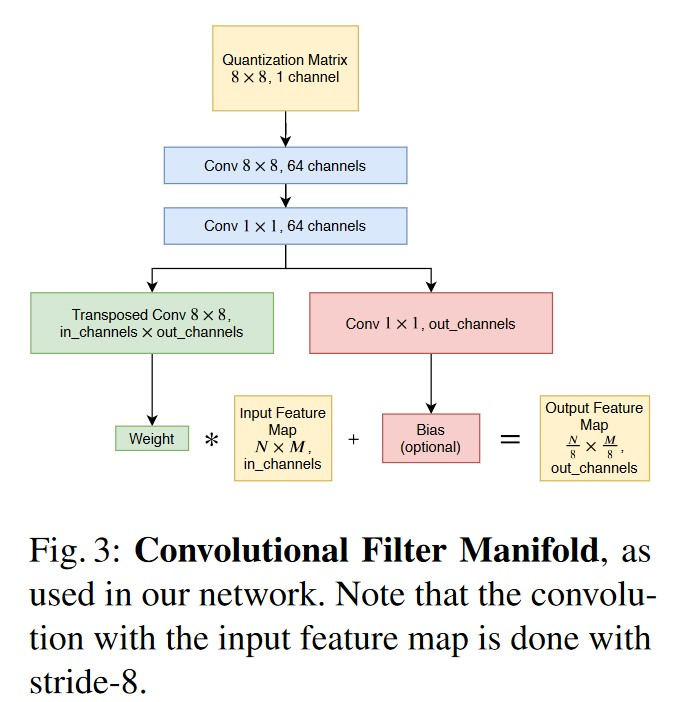 Quantization Matrix
8 × 8, 1 channel
Conv 8 × 8, 64 channels
Conv 1 × 1, 64 channels
Transposed Conv 8 × 8,
in_channels × out_channels
Conv 1 × 1, out_channels
Weight
*
Input Feature
Map
N × M,
in_channels
+
Bias
(optional)
=
Output Feature
Map
N/8 × M/8,
out_channels
Fig. 3: Convolutional Filter Manifold, as
used in our network. Note that the convolu-
tion with the input feature map is done with
stride-8.